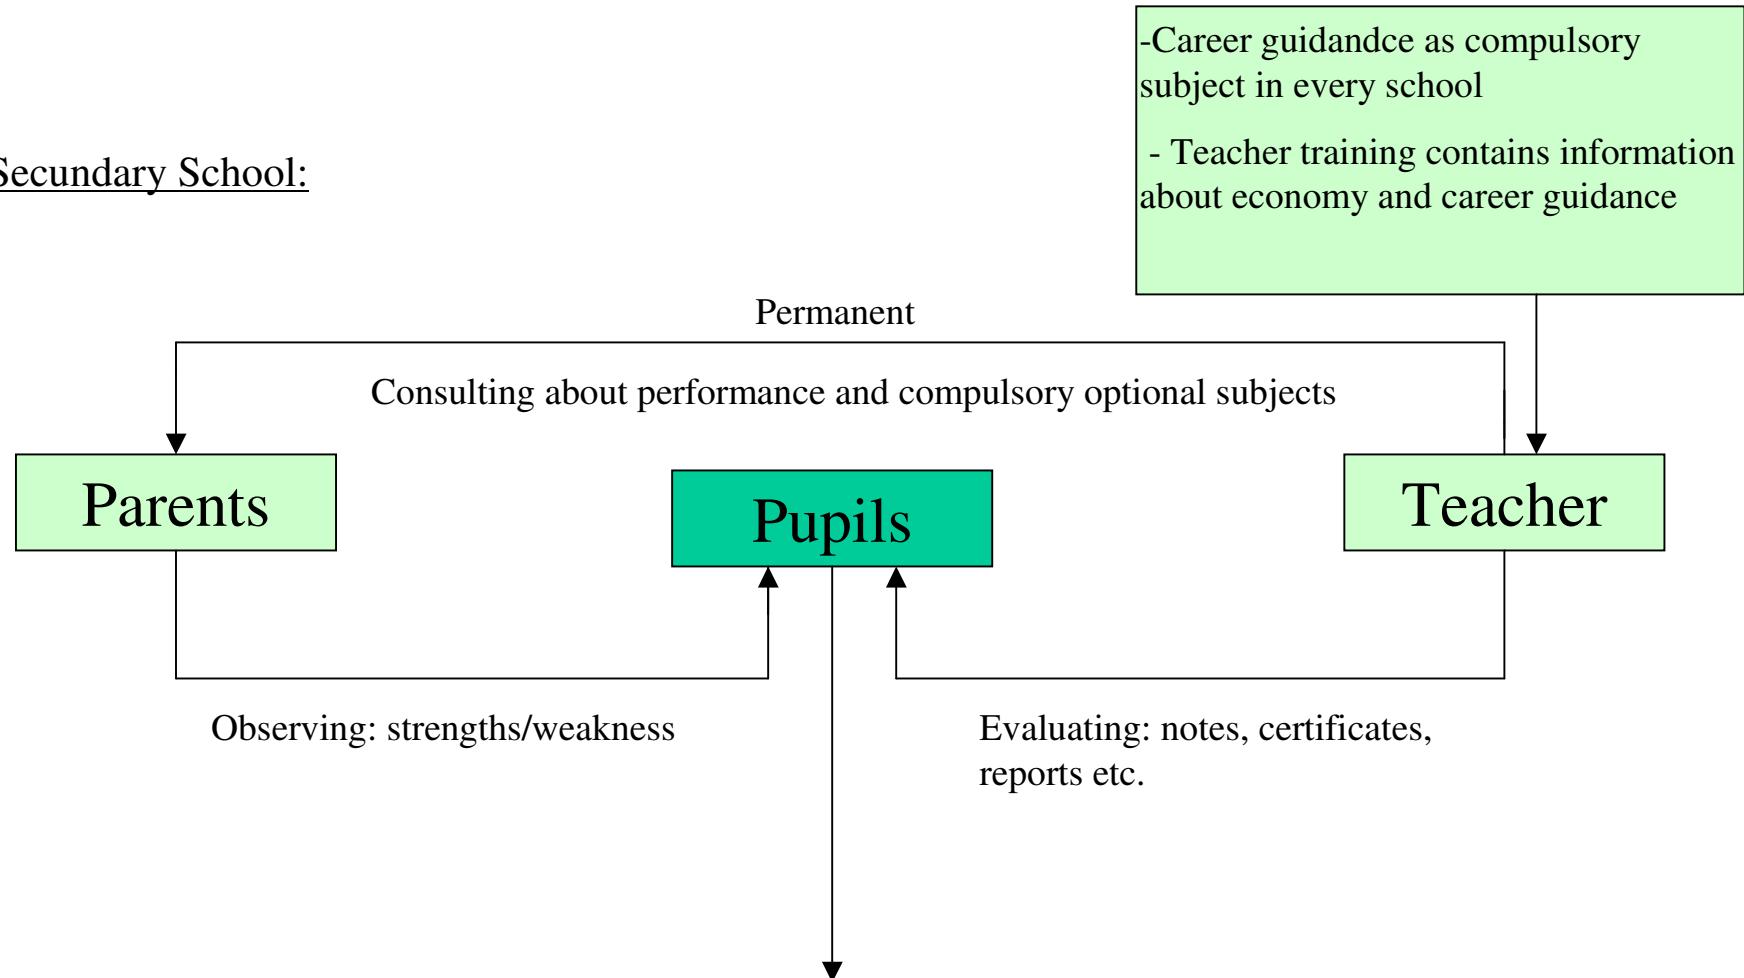 -Career guidandce as compulsory
subject in every school
- Teacher training contains information
about economy and career guidance
Secundary School:
Permanent
Consulting about performance and compulsory optional subjects
Parents
Pupils
Teacher
Observing: strengths/weakness
Evaluating: notes, certificates,
reports etc.